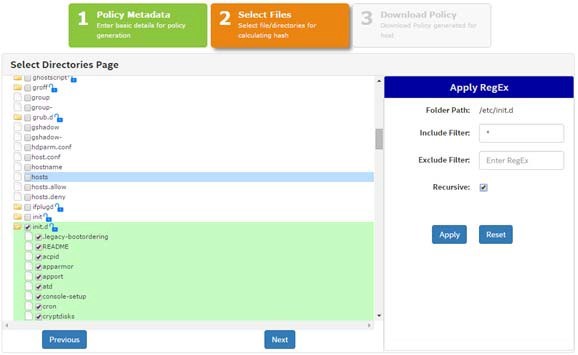 1 Policy Metadata
Enter basic details for policy
generation
2 Select Files
Select file/directories for
calculating hash
3 Download Policy
Download Policy generated for
host
Select Directories Page
ghostscript
groff
group
group-
grub.d
gshadow
gshadow-
hdparm.conf
host.conf
hostname
hosts
hosts.allow
hosts.deny
ifplugd
init
init.d
.legacy-bootordering
README
acpid
apparmor
apport
atd
console-setup
cron
cryptdisks
Previous
Next
Apply RegEx
Folder Path: /etc/init.d
Include Filter: *
Exclude Filter: Enter RegEx
Recursive:
Apply Reset